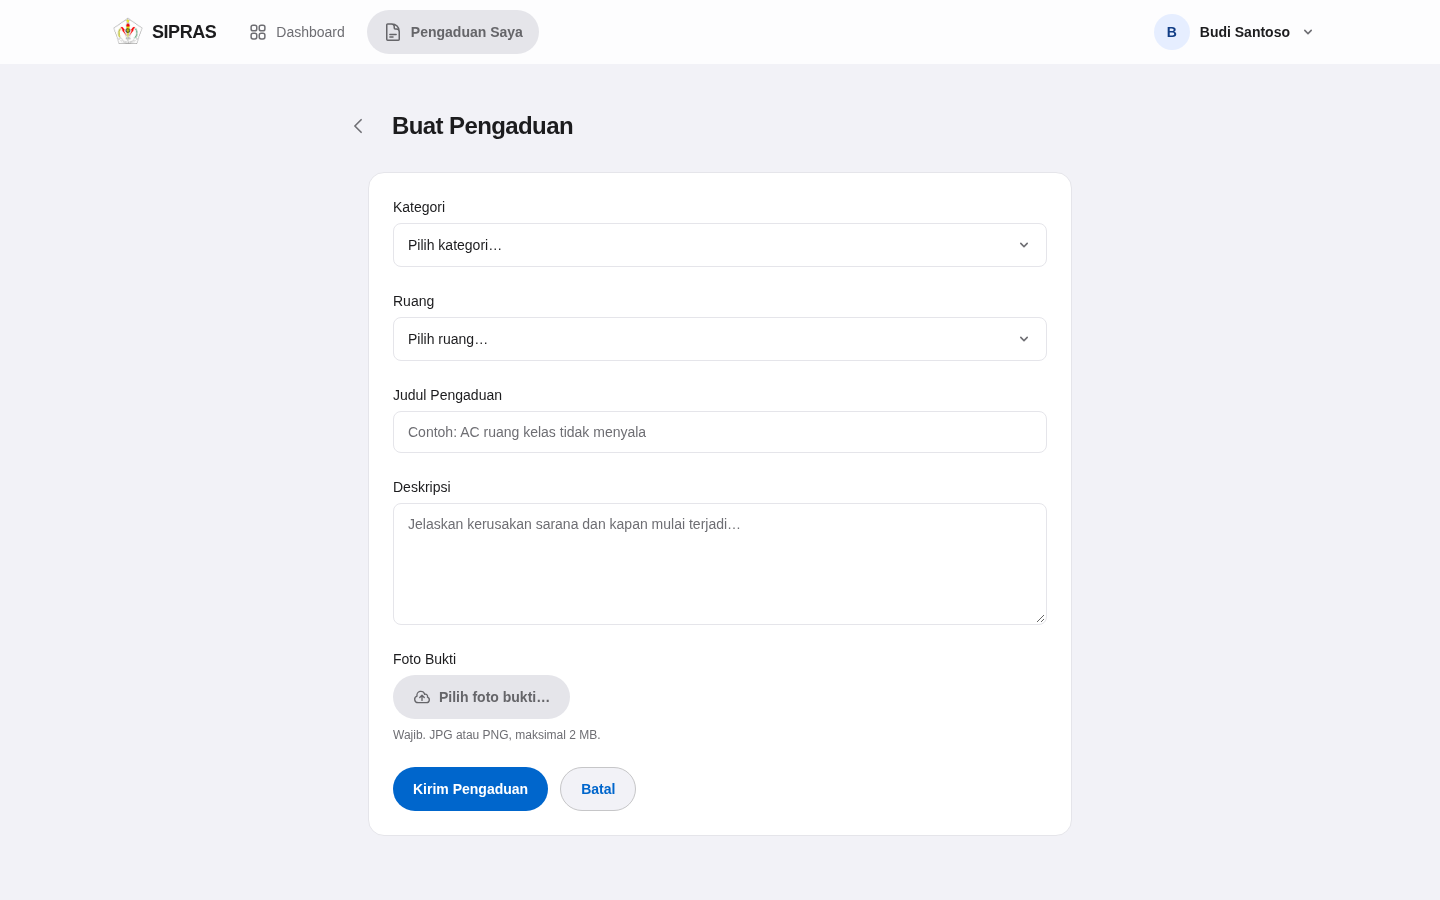 SIPRAS
Dashboard
Pengaduan Saya
B
Budi Santoso
Buat Pengaduan
Kategori
Pilih kategori…
Ruang
Pilih ruang…
Judul Pengaduan
Contoh: AC ruang kelas tidak menyala
Deskripsi
Jelaskan kerusakan sarana dan kapan mulai terjadi…
Foto Bukti
Pilih foto bukti…
Wajib. JPG atau PNG, maksimal 2 MB.
Kirim Pengaduan
Batal